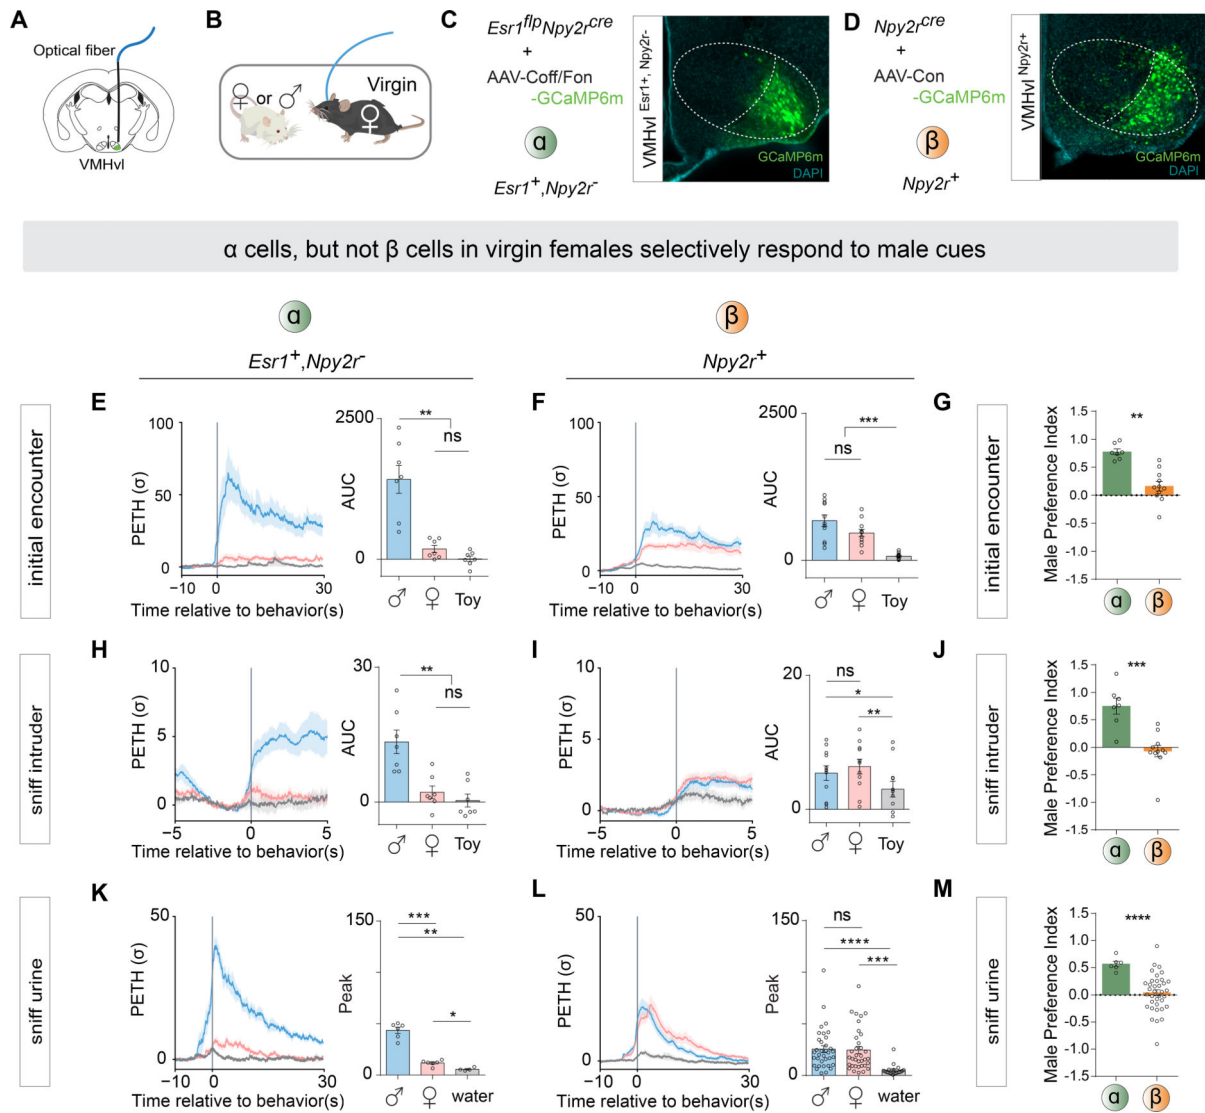 A
Optical fiber
VMHvl
B
♀ or ♂
Virgin
♀
C
Esr1flpNpy2rcre
+
AAV-Coff/Fon
-GCaMP6m
α
Esr1+,Npy2r-
VMHvl Esr1+, Npy2r-
GCaMP6m
DAPI
D
Npy2rcre
+
AAV-Con
-GCaMP6m
β
Npy2r+
VMHvl Npy2r+
GCaMP6m
DAPI
α cells, but not β cells in virgin females selectively respond to male cues
α
Esr1+,Npy2r-
β
Npy2r+
initial encounter
E
PETH (σ)
100
50
0
-10 0 30
Time relative to behavior(s)
AUC
2500
0
**
ns
♂ ♀ Toy
F
PETH (σ)
100
50
0
-10 0 30
Time relative to behavior(s)
AUC
2500
0
***
ns
♂ ♀ Toy
initial encounter
G
Male Preference Index
**
1.5
1.0
0.5
0.0
-0.5
-1.0
-1.5
α β
sniff intruder
H
PETH (σ)
10
5
0
-5 0 5
Time relative to behavior(s)
AUC
30
0
**
ns
♂ ♀ Toy
I
PETH (σ)
10
5
0
-5 0 5
Time relative to behavior(s)
AUC
20
0
ns
*
**
♂ ♀ Toy
sniff intruder
J
Male Preference Index
***
1.5
1.0
0.5
0.0
-0.5
-1.0
-1.5
α β
sniff urine
K
PETH (σ)
50
0
-10 0 30
Time relative to behavior(s)
Peak
150
0
***
**
*
♂ ♀ water
L
PETH (σ)
50
0
-10 0 30
Time relative to behavior(s)
Peak
150
0
ns
****
***
♂ ♀ water
sniff urine
M
Male Preference Index
****
1.5
1.0
0.5
0.0
-0.5
-1.0
-1.5
α β